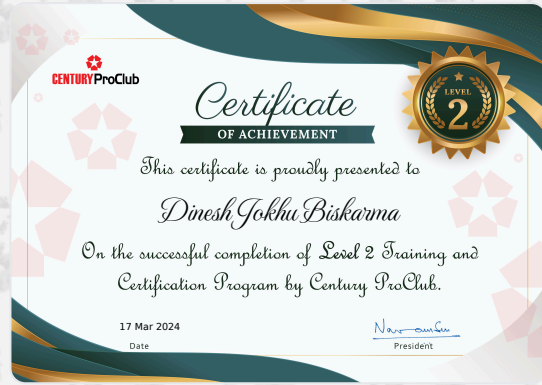 CENTURY ProClub
Certificate
OF ACHIEVEMENT
LEVEL
2
This certificate is proudly presented to
Dinesh Jokhu Biskarma
On the successful completion of Level 2 Training and
Certification Program by Century ProClub.
17 Mar 2024
Date
President